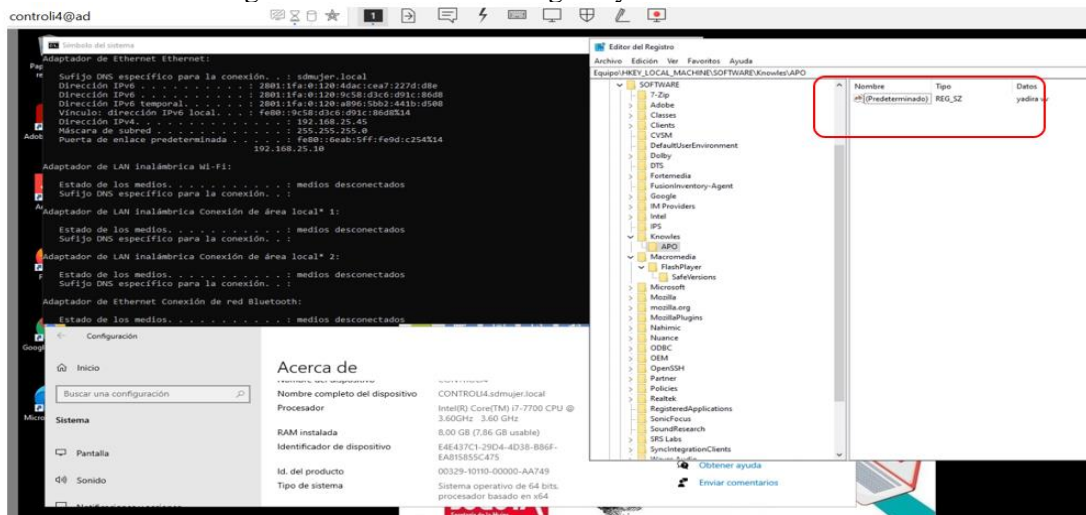 controli4@ad
1
Símbolo del sistema
Adaptador de Ethernet Ethernet:
Sufijo DNS específico para la conexión. . : sdmujer.local
Dirección IPv6 . . . . . . . . . . : 2801:1fa:0:120:4dac:cea7:227d:d8e
Dirección IPv6 . . . . . . . . . . : 2801:1fa:0:120:9c58:d3c6:d91c:86d8
Dirección IPv6 temporal. . . . . . : 2801:1fa:0:120:a896:5bb2:441b:d508
Vínculo: dirección IPv6 local. . . : fe80::9c58:d3c6:d91c:86d8%14
Dirección IPv4. . . . . . . . . . . : 192.168.25.45
Máscara de subred . . . . . . . . . : 255.255.255.0
Puerta de enlace predeterminada . . . . . : fe80::6eab:5ff:fe9d:c254%14
192.168.25.10
Adaptador de LAN inalámbrica Wi-Fi:
Estado de los medios. . . . . . . . . . . : medios desconectados
Sufijo DNS específico para la conexión. . :
Adaptador de LAN inalámbrica Conexión de área local* 1:
Estado de los medios. . . . . . . . . . . : medios desconectados
Sufijo DNS específico para la conexión. . :
Adaptador de LAN inalámbrica Conexión de área local* 2:
Estado de los medios. . . . . . . . . . . : medios desconectados
Sufijo DNS específico para la conexión. . :
Adaptador de Ethernet Conexión de red Bluetooth:
Estado de los medios. . . . . . . . . . . : medios desconectados
Editor del Registro
Archivo Edición Ver Favoritos Ayuda
Equipo\HKEY_LOCAL_MACHINE\SOFTWARE\Knowles\APO
SOFTWARE
7-Zip
Adobe
Classes
Clients
CVSM
DefaultUserEnvironment
Dolby
DTS
Fortemedia
FusionInventory-Agent
Google
IM Providers
Intel
IPS
Knowles
APO
Macromedia
FlashPlayer
SafeVersions
Microsoft
Mozilla
mozilla.org
MozillaPlugins
Nahimic
Nuance
ODBC
OEM
OpenSSH
Partner
Policies
Realtek
RegisteredApplications
SonicFocus
SoundResearch
SRS Labs
SyncIntegrationClients
Waves Audio
Nombre Tipo Datos
(Predeterminado) REG_SZ yadira
Configuración
Inicio
Buscar una configuración
Sistema
Pantalla
Sonido
Acerca de
Nombre completo del dispositivo CONTROLI4.sdmujer.local
Procesador Intel(R) Core(TM) i7-7700 CPU @
3.60GHz 3.60 GHz
RAM instalada 8,00 GB (7,86 GB usable)
Identificador de dispositivo E4E437C1-29D4-4D38-B86F-
EA815855C475
Id. del producto 00329-10110-00000-AA749
Tipo de sistema Sistema operativo de 64 bits,
procesador basado en x64
Obtener ayuda
Enviar comentarios